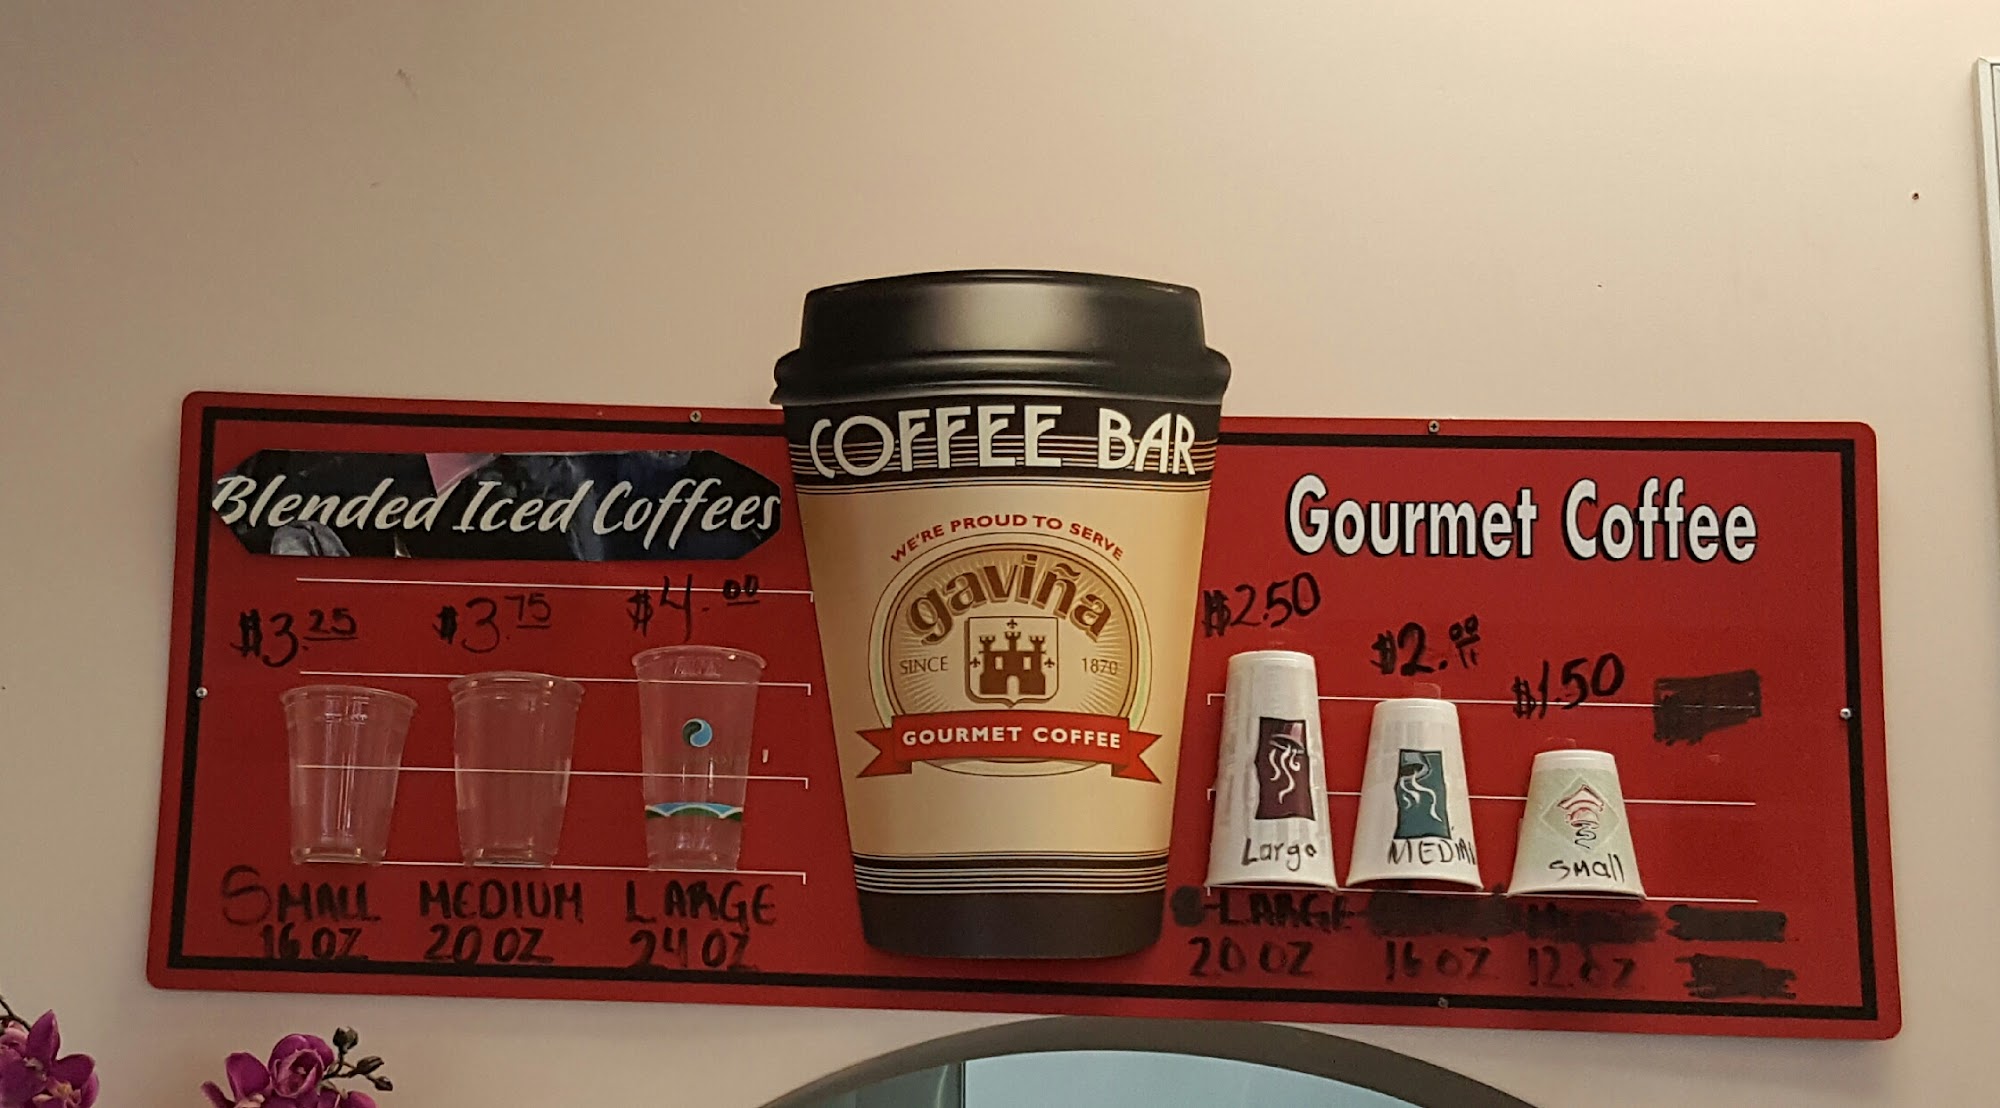 Blended Iced Coffees
$3.25
$3.75
$4.00
SMALL
16 OZ
MEDIUM
20 OZ
LARGE
24 OZ
COFFEE BAR
WE'RE PROUD TO SERVE
gaviña
SINCE 1870
GOURMET COFFEE
Gourmet Coffee
$2.50
$2.00
$1.50
Largo
MEDIM
Small
-LARGE
20 OZ
16 OZ
12.OZ